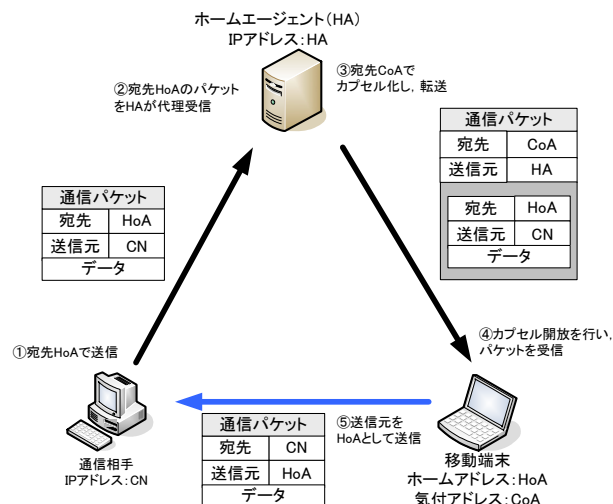 ホームエージェント(HA)
IPアドレス:HA
②宛先HoAのパケット
をHAが代理受信
③宛先CoAで
カプセル化し,転送
通信パケット
宛先 CoA
送信元 HA
宛先 HoA
送信元 CN
データ
通信パケット
宛先 HoA
送信元 CN
データ
①宛先HoAで送信
④カプセル開放を行い,
パケットを受信
⑤送信元を
HoAとして送信
通信パケット
宛先 CN
送信元 HoA
データ
通信相手
IPアドレス:CN
移動端末
ホームアドレス:HoA
気付アドレス:CoA